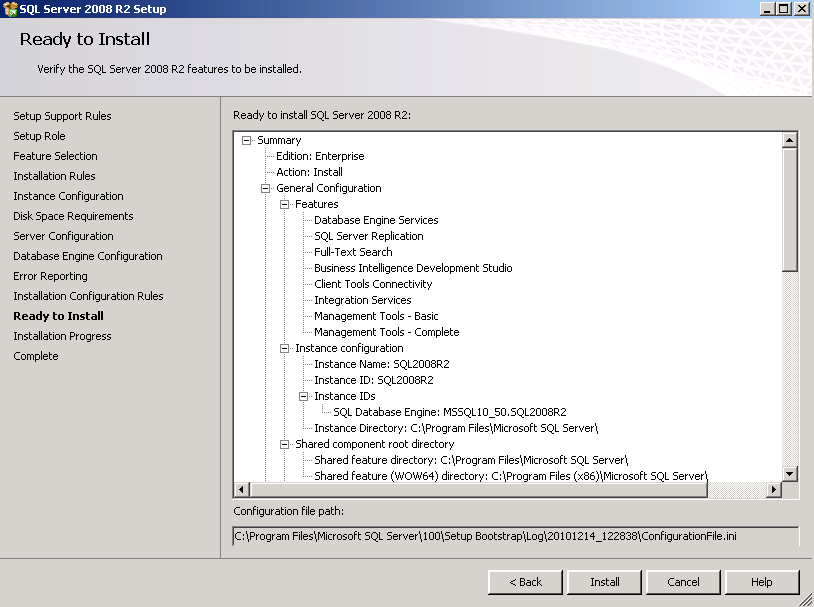 SQL Server 2008 R2 Setup
Ready to Install
Verify the SQL Server 2008 R2 features to be installed.
Setup Support Rules
Setup Role
Feature Selection
Installation Rules
Instance Configuration
Disk Space Requirements
Server Configuration
Database Engine Configuration
Error Reporting
Installation Configuration Rules
Ready to Install
Installation Progress
Complete
Ready to install SQL Server 2008 R2:
Summary
Edition: Enterprise
Action: Install
General Configuration
Features
Database Engine Services
SQL Server Replication
Full-Text Search
Business Intelligence Development Studio
Client Tools Connectivity
Integration Services
Management Tools - Basic
Management Tools - Complete
Instance configuration
Instance Name: SQL2008R2
Instance ID: SQL2008R2
Instance IDs
SQL Database Engine: MSSQL10_50.SQL2008R2
Instance Directory: C:\Program Files\Microsoft SQL Server\
Shared component root directory
Shared feature directory: C:\Program Files\Microsoft SQL Server\
Shared feature (WOW64) directory: C:\Program Files (x86)\Microsoft SQL Server\
Configuration file path:
C:\Program Files\Microsoft SQL Server\100\Setup Bootstrap\Log\20101214_122838\ConfigurationFile.ini
< Back
Install
Cancel
Help